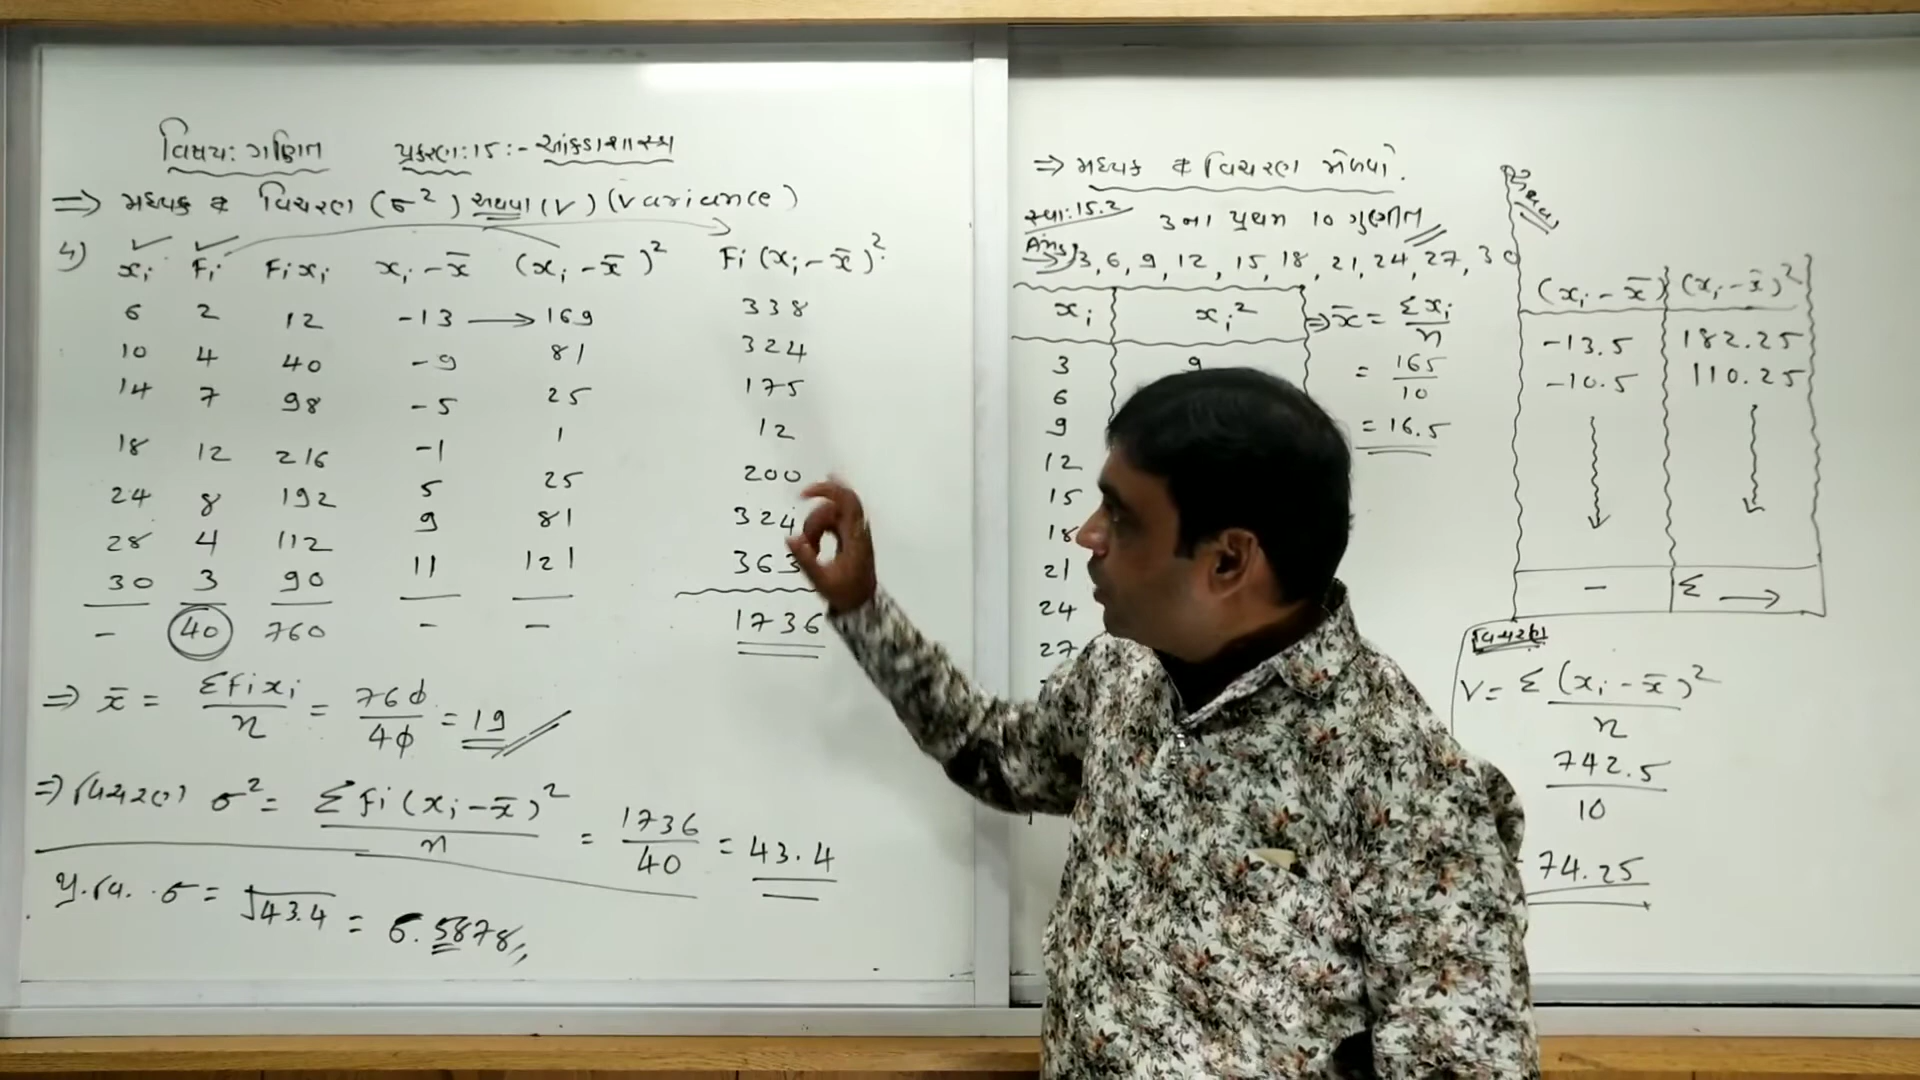 વિષય: ગણિત પ્રકરણ: 15 :- આંકડાશાસ્ત્ર
⇒ મધ્યક વ વિચરણ (σ²) અથવા (V) (Variance)
4) xᵢ Fᵢ Fᵢxᵢ xᵢ - x̄ (xᵢ - x̄)² Fᵢ (xᵢ - x̄)²
6 2 12 -13 → 169 338
10 4 40 -9 81 324
14 7 98 -5 25 175
18 12 216 -1 1 12
24 8 192 5 25 200
28 4 112 9 81 324
30 3 90 11 121 363
- 40 760 - - 1736
⇒ x̄ = Σfᵢxᵢ / n = 760 / 40 = 19
⇒ વિચરણ σ² = Σfᵢ (xᵢ - x̄)² / n = 1736 / 40 = 43.4
પ્ર.વિ. σ = √43.4 = 6.5878
⇒ મધ્યક વ વિચરણ મેળવો.
સ્વા: 15.2 3 ના પ્રથમ 10 ગુણીત
Ans 3, 6, 9, 12, 15, 18, 21, 24, 27, 30
xᵢ xᵢ²
3 9
6
9
12
15
18
21
24
27
⇒ x̄ = Σxᵢ / n
= 165 / 10
= 16.5
અથવા
(xᵢ - x̄) (xᵢ - x̄)²
-13.5 182.25
-10.5 110.25
- Σ →
વિચરણ
V = Σ (xᵢ - x̄)² / n
742.5 / 10
74.25